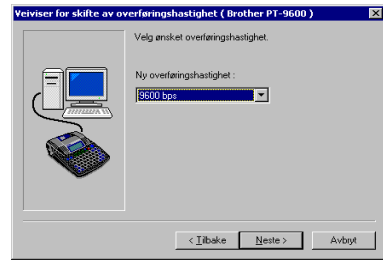 Veiviser for skifte av overføringshastighet ( Brother PT-9600 )
Velg ønsket overføringshastighet.
Ny overføringshastighet :
9600 bps
< Tilbake
Neste >
Avbryt